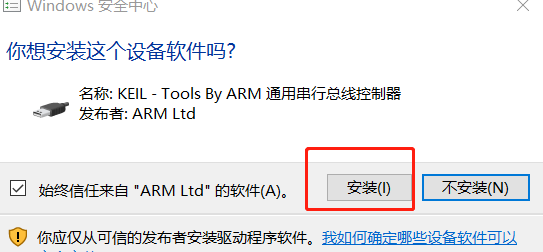 Windows 安全中心
你想安装这个设备软件吗?
名称: KEIL - Tools By ARM 通用串行总线控制器
发布者: ARM Ltd
始终信任来自 "ARM Ltd" 的软件(A)。
安装(I)
不安装(N)
你应仅从可信的发布者安装驱动程序软件。我如何确定哪些设备软件可以